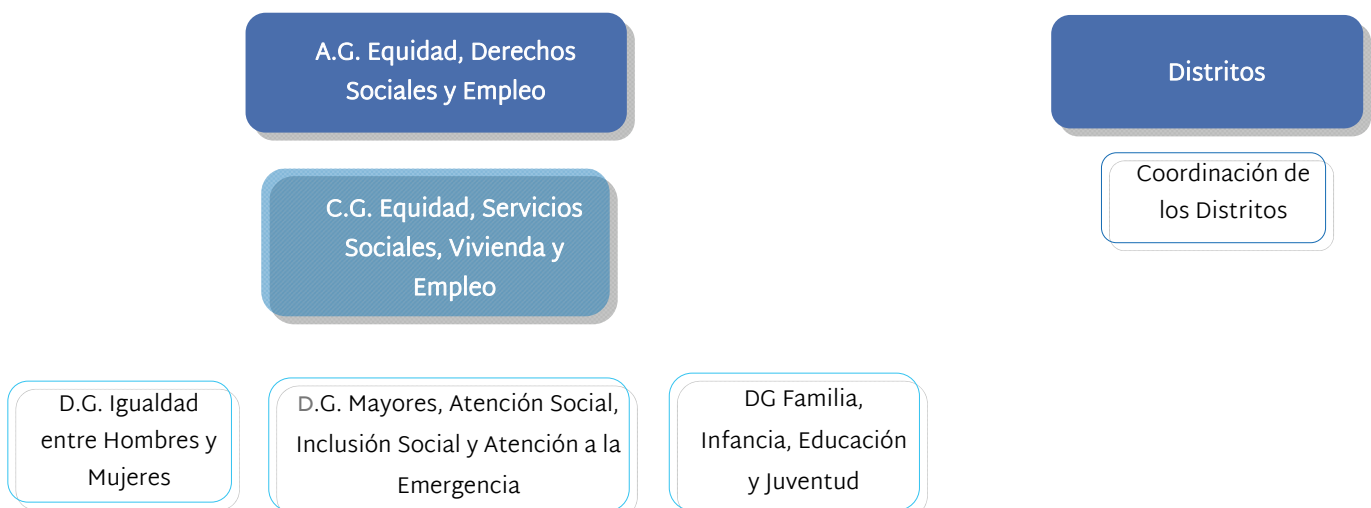 A.G. Equidad, Derechos
Sociales y Empleo
Distritos
Coordinación de
los Distritos
C.G. Equidad, Servicios
Sociales, Vivienda y
Empleo
D.G. Igualdad
entre Hombres y
Mujeres
D.G. Mayores, Atención Social,
Inclusión Social y Atención a la
Emergencia
DG Familia,
Infancia, Educación
y Juventud